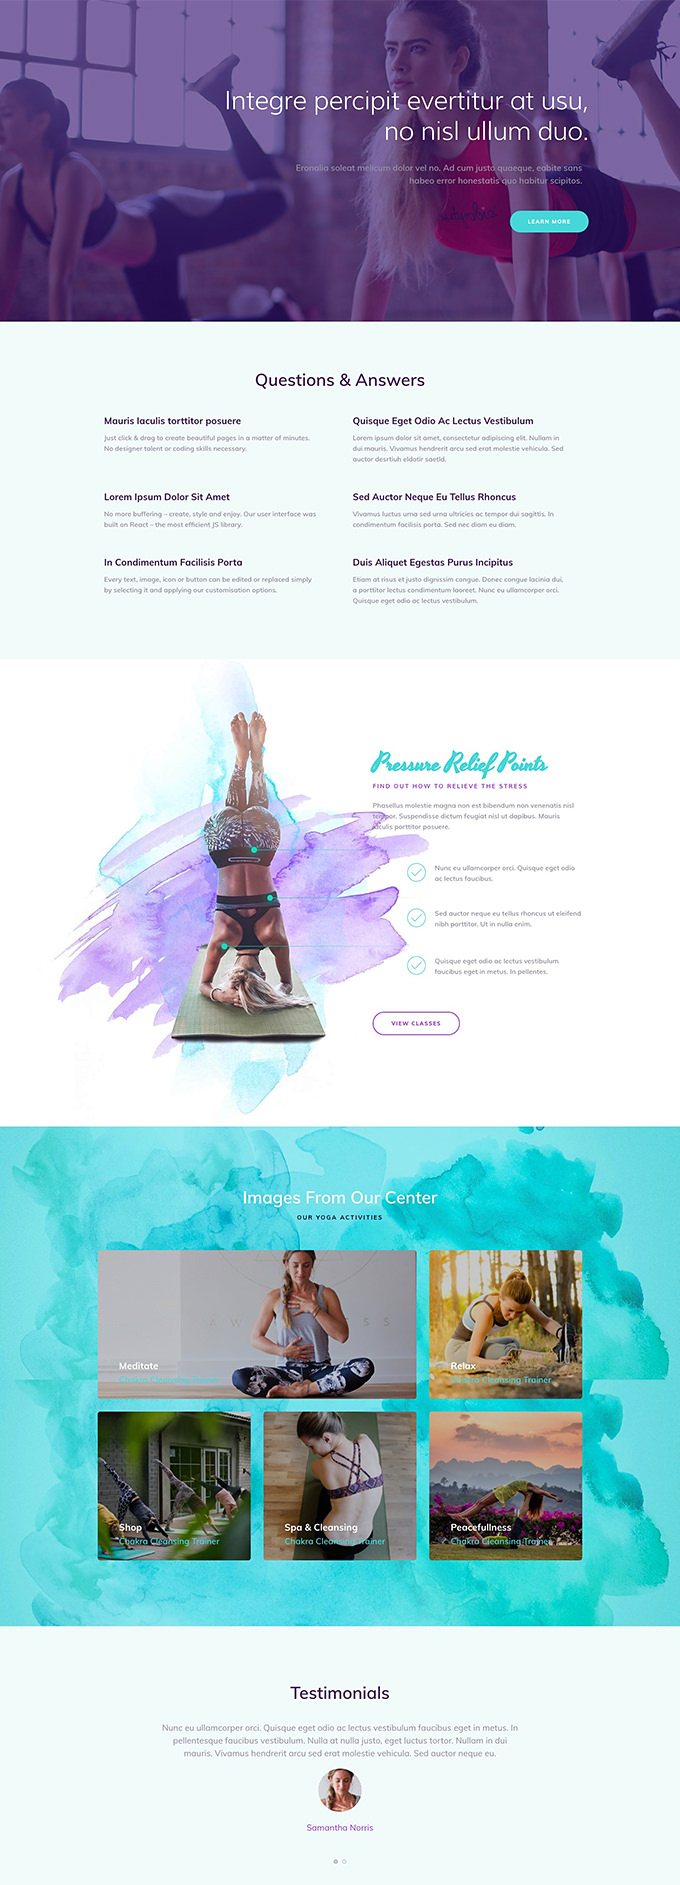 Integre percipit evertitur at usu,
no nisl ullum duo.
Eronalia soleat melicum dolor vel no. Ad cum justo quaeque, eabite sans
habeo error honestatis quo habitur scipitos.
LEARN MORE
Questions & Answers
Mauris Iaculis torttitor posuere
Just click & drag to create beautiful pages in a matter of minutes.
No designer talent or coding skills necessary.
Quisque Eget Odio Ac Lectus Vestibulum
Lorem ipsum dolor sit amet, consectetur adipiscing elit. Nullam in
dui mauris. Vivamus hendrerit arcu sed erat molestie vehicula. Sed
auctor desrtiuh eldotir saetld.
Lorem Ipsum Dolor Sit Amet
No more buffering – create, style and enjoy. Our user interface was
built on React – the most efficient JS library.
Sed Auctor Neque Eu Tellus Rhoncus
Vivamus luctus urna sed urna ultricies ac tempor dui sagittis. In
condimentum facilisis porta. Sed nec diam eu diam.
In Condimentum Facilisis Porta
Every text, image, icon or button can be edited or replaced simply
by selecting it and applying our customisation options.
Duis Aliquet Egestas Purus Incipitus
Etiam at risus et justo dignissim congue. Donec congue lacinia dui,
a porttitor lectus condimentum laoreet. Nunc eu ullamcorper orci.
Quisque eget odio ac lectus vestibulum.
Pressure Relief Points
FIND OUT HOW TO RELIEVE THE STRESS
Phasellus molestie magna non est bibendum non venenatis nisl
tempor. Suspendisse dictum feugiat nisl ut dapibus. Mauris
iaculis porttitor posuere.
Nunc eu ullamcorper orci. Quisque eget odio
ac lectus faucibus.
Sed auctor neque eu tellus rhoncus ut eleifend
nibh porttitor. Ut in nulla enim.
Quisque eget odio ac lectus vestibulum
faucibus eget in metus. In pellentes.
VIEW CLASSES
Images From Our Center
OUR YOGA ACTIVITIES
Meditate
Chakra Cleansing Trainer
Relax
Chakra Cleansing Trainer
Shop
Chakra Cleansing Trainer
Spa & Cleansing
Chakra Cleansing Trainer
Peacefullness
Chakra Cleansing Trainer
Testimonials
Nunc eu ullamcorper orci. Quisque eget odio ac lectus vestibulum faucibus eget in metus. In
pellentesque faucibus vestibulum. Nulla at nulla justo, eget luctus tortor. Nullam in dui
mauris. Vivamus hendrerit arcu sed erat molestie vehicula. Sed auctor neque eu.
Samantha Norris